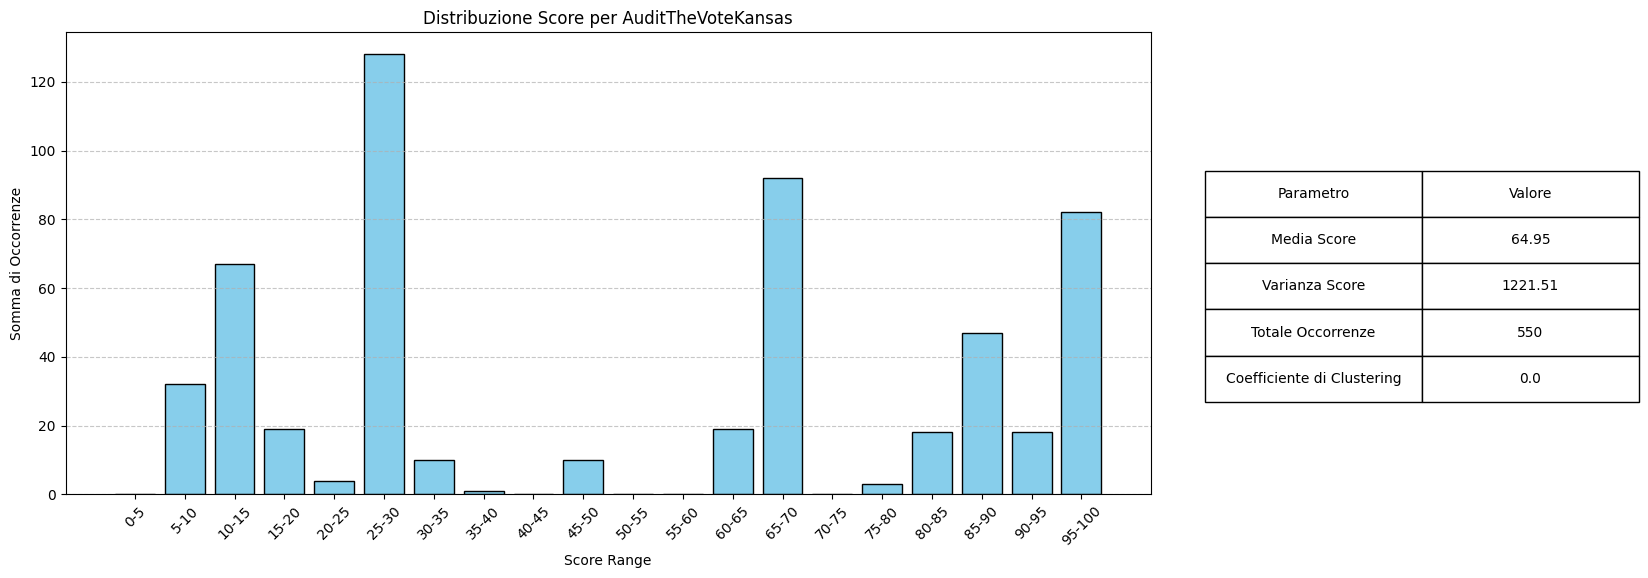 Distribuzione Score per AuditTheVoteKansas
Somma di Occorrenze
120
100
80
60
40
20
0
0-5 5-10 10-15 15-20 20-25 25-30 30-35 35-40 40-45 45-50 50-55 55-60 60-65 65-70 70-75 75-80 80-85 85-90 90-95 95-100
Score Range
Parametro Valore
Media Score 64.95
Varianza Score 1221.51
Totale Occorrenze 550
Coefficiente di Clustering 0.0